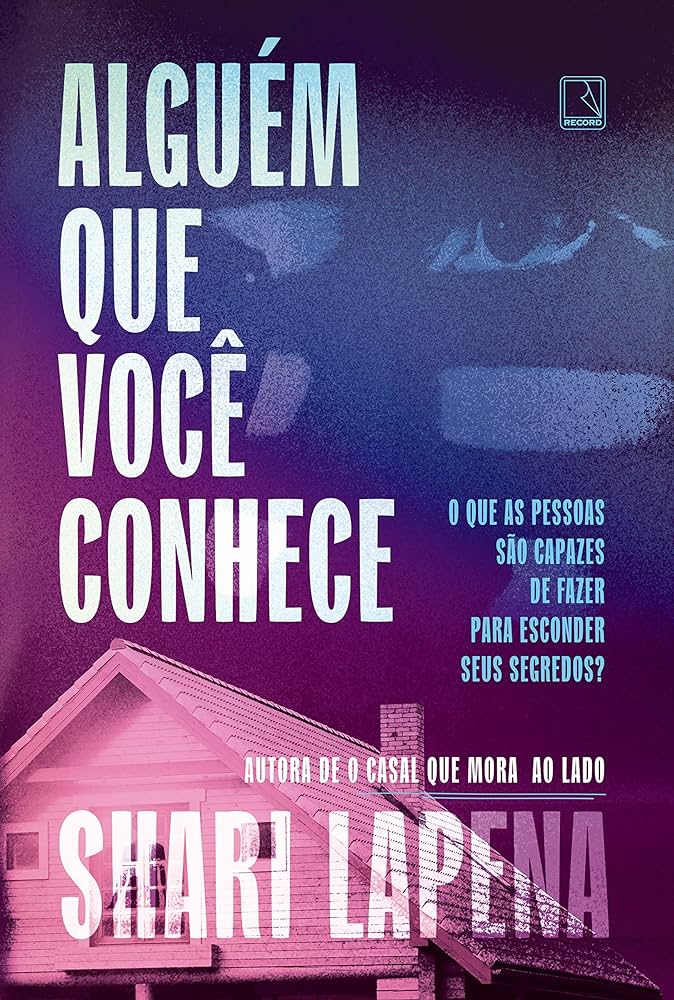 ALGUÉM
RECORD
QUE
VOCÊ
CONHECE
O QUE AS PESSOAS
SÃO CAPAZES
DE FAZER
PARA ESCONDER
SEUS SEGREDOS?
AUTORA DE O CASAL QUE MORA AO LADO
SHARI LAPENA